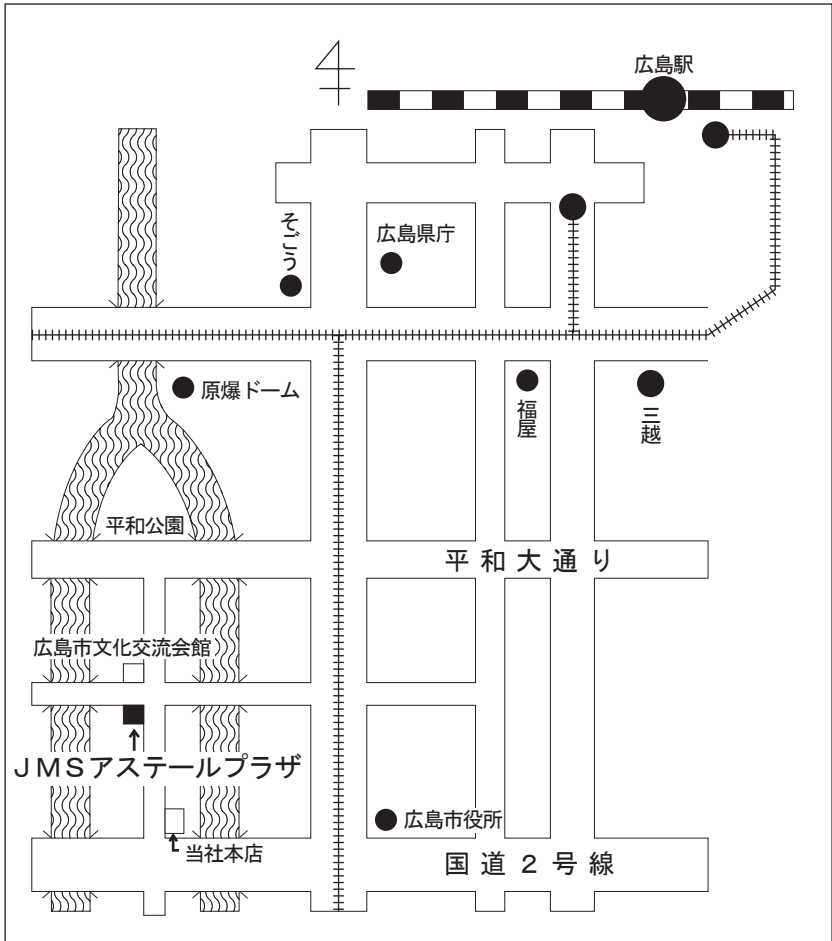 広島駅
そごう
広島県庁
原爆ドーム
福屋
三越
平和公園
平和大通り
広島市文化交流会館
JMSアステールプラザ
広島市役所
当社本店
国道2号線